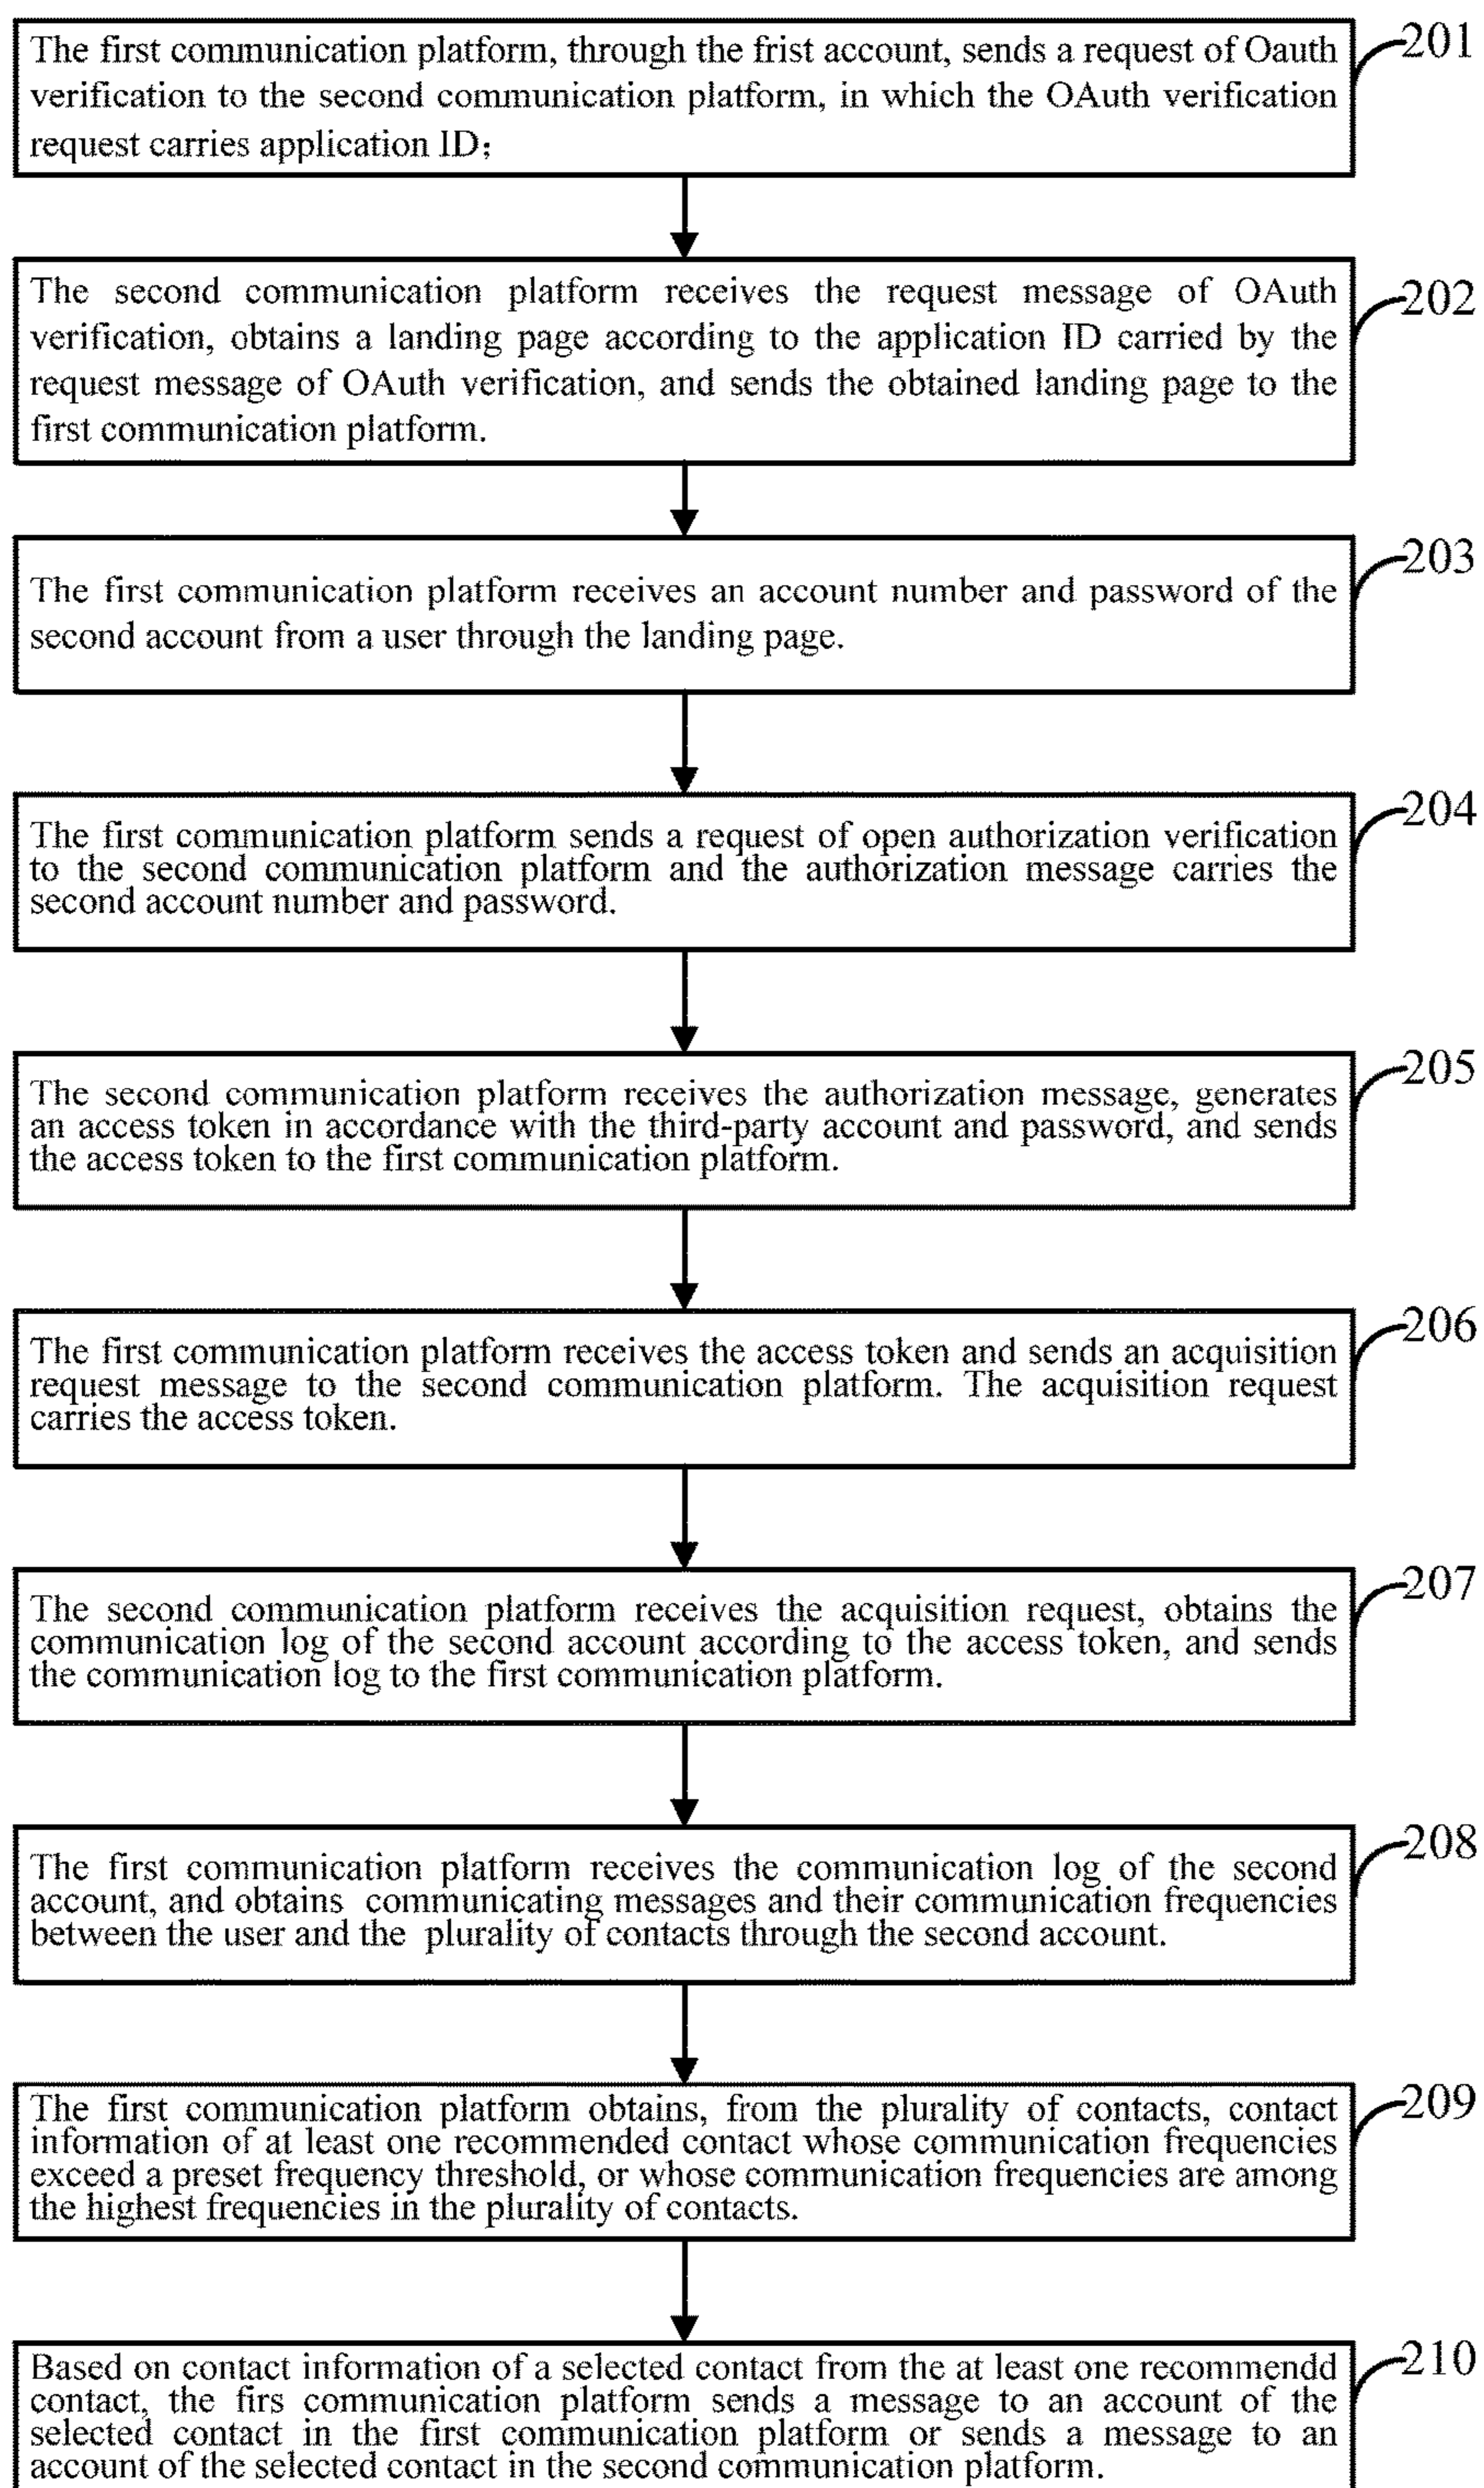 The first communication platform, through the frist account, sends a request of Oauth
verification to the second communication platform, in which the OAuth verification
request carries application ID;
201
The second communication platform receives the request message of OAuth
verification, obtains a landing page according to the application ID carried by the
request message of OAuth verification, and sends the obtained landing page to the
first communication platform.
202
The first communication platform receives an account number and password of the
second account from a user through the landing page.
203
The first communication platform sends a request of open authorization verification
to the second communication platform and the authorization message carries the
second account number and password.
204
The second communication platform receives the authorization message, generates
an access token in accordance with the third-party account and password, and sends
the access token to the first communication platform.
205
The first communication platform receives the access token and sends an acquisition
request message to the second communication platform. The acquisition request
carries the access token.
206
The second communication platform receives the acquisition request, obtains the
communication log of the second account according to the access token, and sends
the communication log to the first communication platform.
207
The first communication platform receives the communication log of the second
account, and obtains communicating messages and their communication frequencies
between the user and the plurality of contacts through the second account.
208
The first communication platform obtains, from the plurality of contacts, contact
information of at least one recommended contact whose communication frequencies
exceed a preset frequency threshold, or whose communication frequencies are among
the highest frequencies in the plurality of contacts.
209
Based on contact information of a selected contact from the at least one recommendd
contact, the firs communication platform sends a message to an account of the
selected contact in the first communication platform or sends a message to an
account of the selected contact in the second communication platform.
210